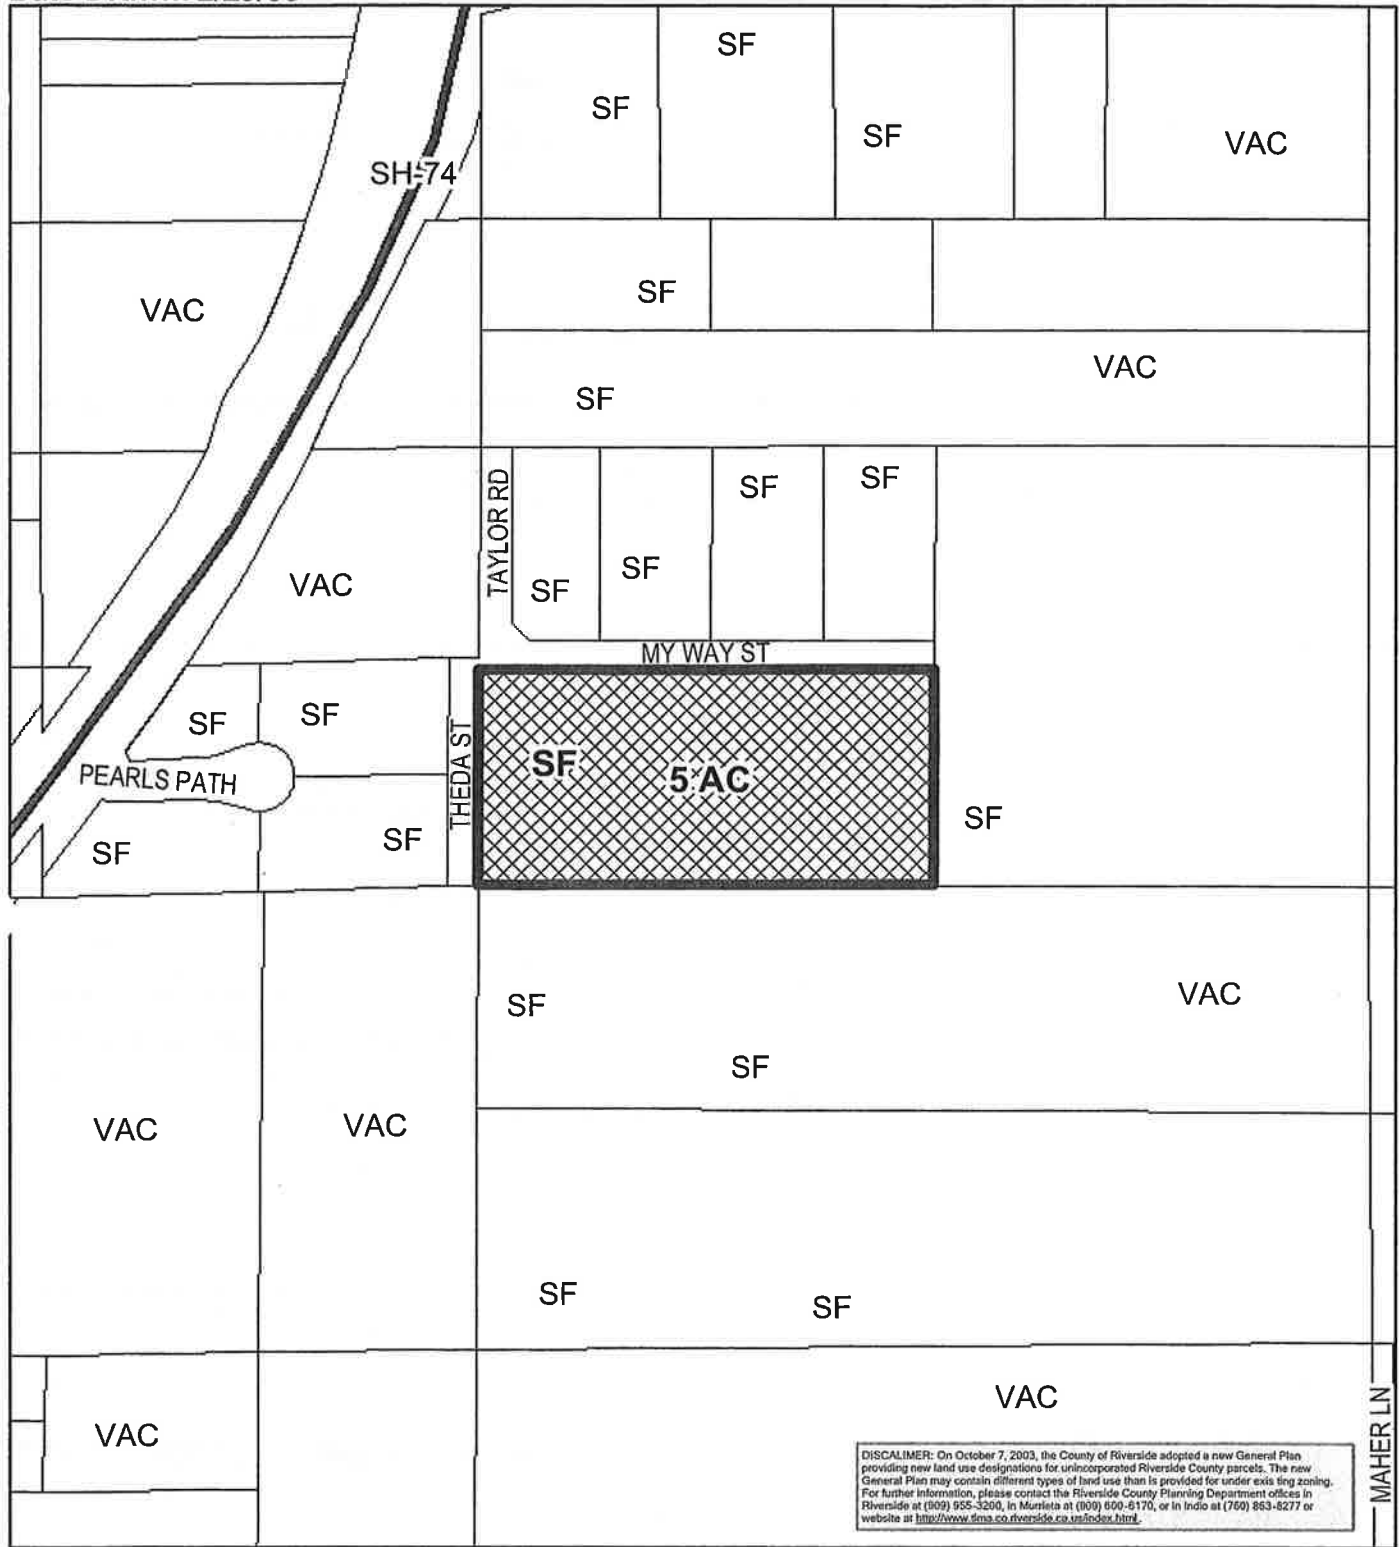 SF
SF
SF
VAC
SH-74
SF
VAC
VAC
SF
SF
SF
TAYLOR RD
SF
SF
VAC
MY WAY ST
SF
SF
THEDA ST
SF
5 AC
PEARLS PATH
SF
SF
SF
SF
VAC
SF
VAC
VAC
SF
SF
VAC
VAC
MAHER LN
DISCALIMER: On October 7, 2003, the County of Riverside adopted a new General Plan
providing new land use designations for unincorporated Riverside County parcels. The new
General Plan may contain different types of land use than is provided for under exis ting zoning.
For further information, please contact the Riverside County Planning Department offices in
Riverside at (909) 955-3200, in Murrieta at (909) 600-6170, or in Indio at (760) 863-8277 or
website at http://www.tlma.co.riverside.ca.us/index.html.